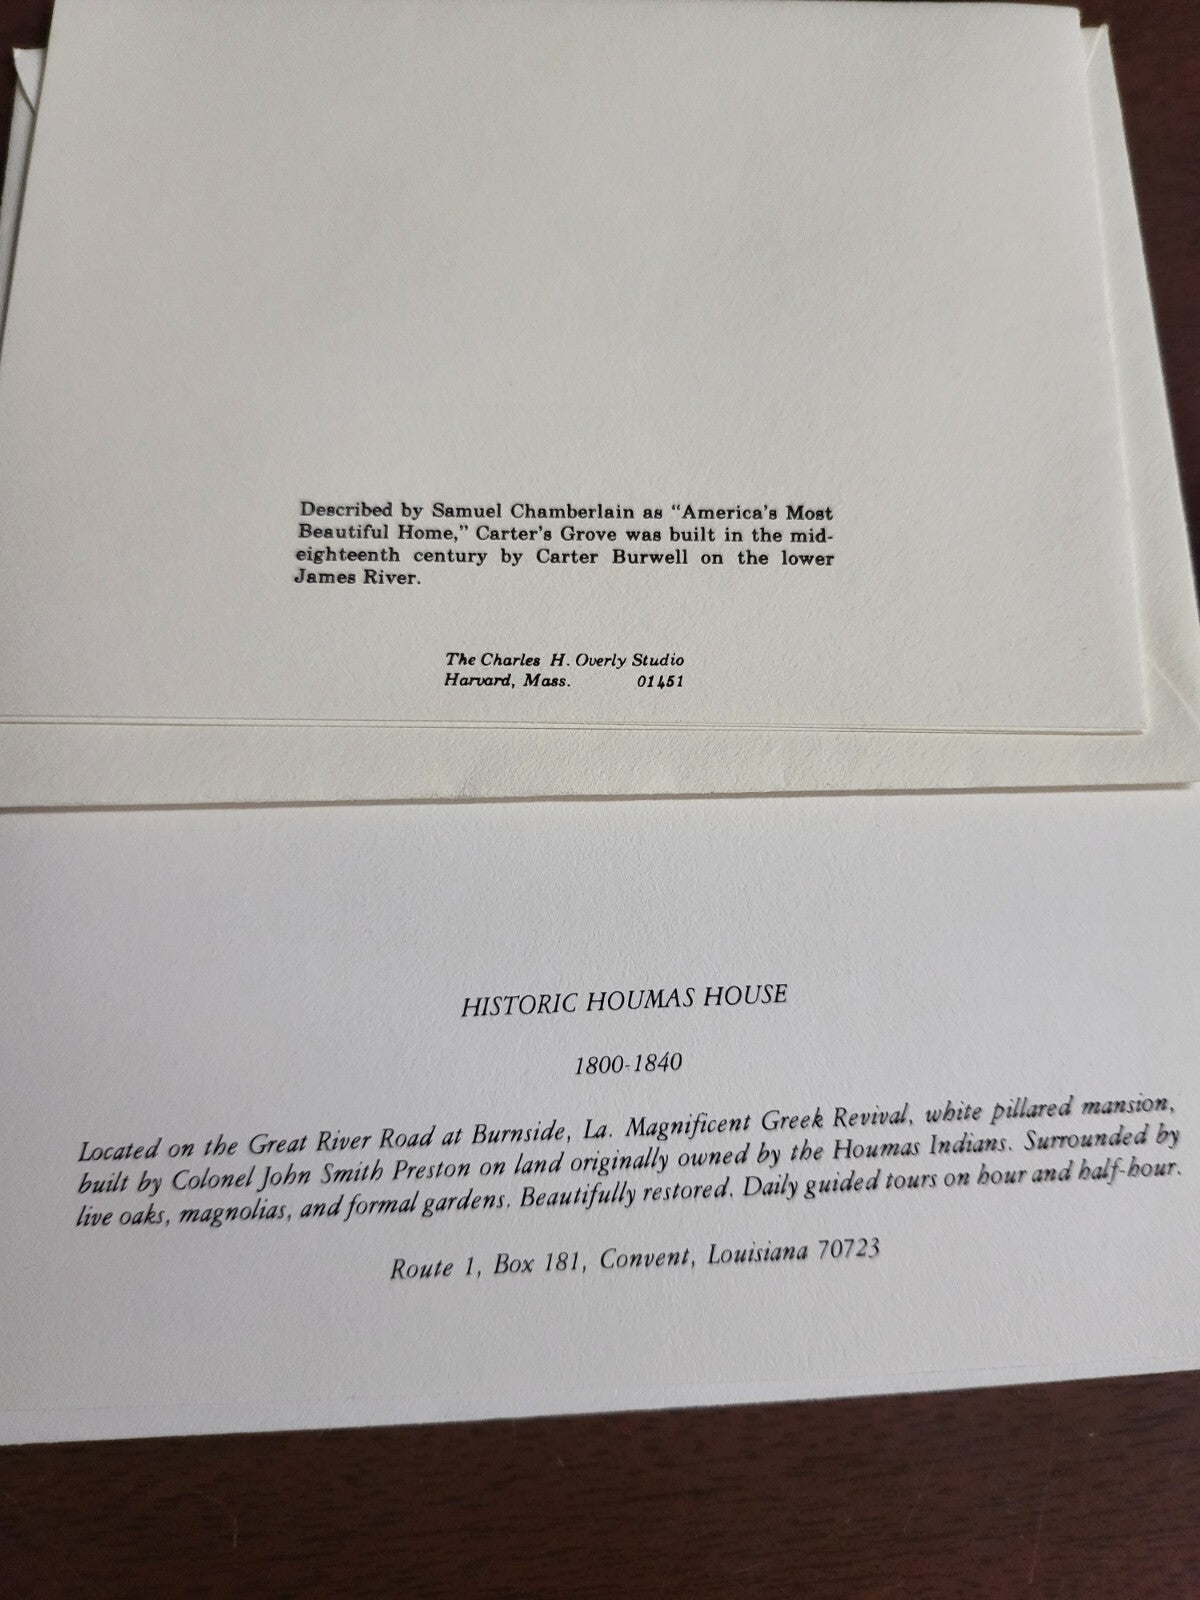 Described by Samuel Chamberlain as "America's Most
Beautiful Home," Carter's Grove was built in the mid-
eighteenth century by Carter Burwell on the lower
James River.
The Charles H. Overly Studio
Harvard, Mass. 01451
HISTORIC HOUMAS HOUSE
1800-1840
Located on the Great River Road at Burnside, La. Magnificent Greek Revival, white pillared mansion,
built by Colonel John Smith Preston on land originally owned by the Houmas Indians. Surrounded by
live oaks, magnolias, and formal gardens. Beautifully restored. Daily guided tours on hour and half-hour.
Route 1, Box 181, Convent, Louisiana 70723